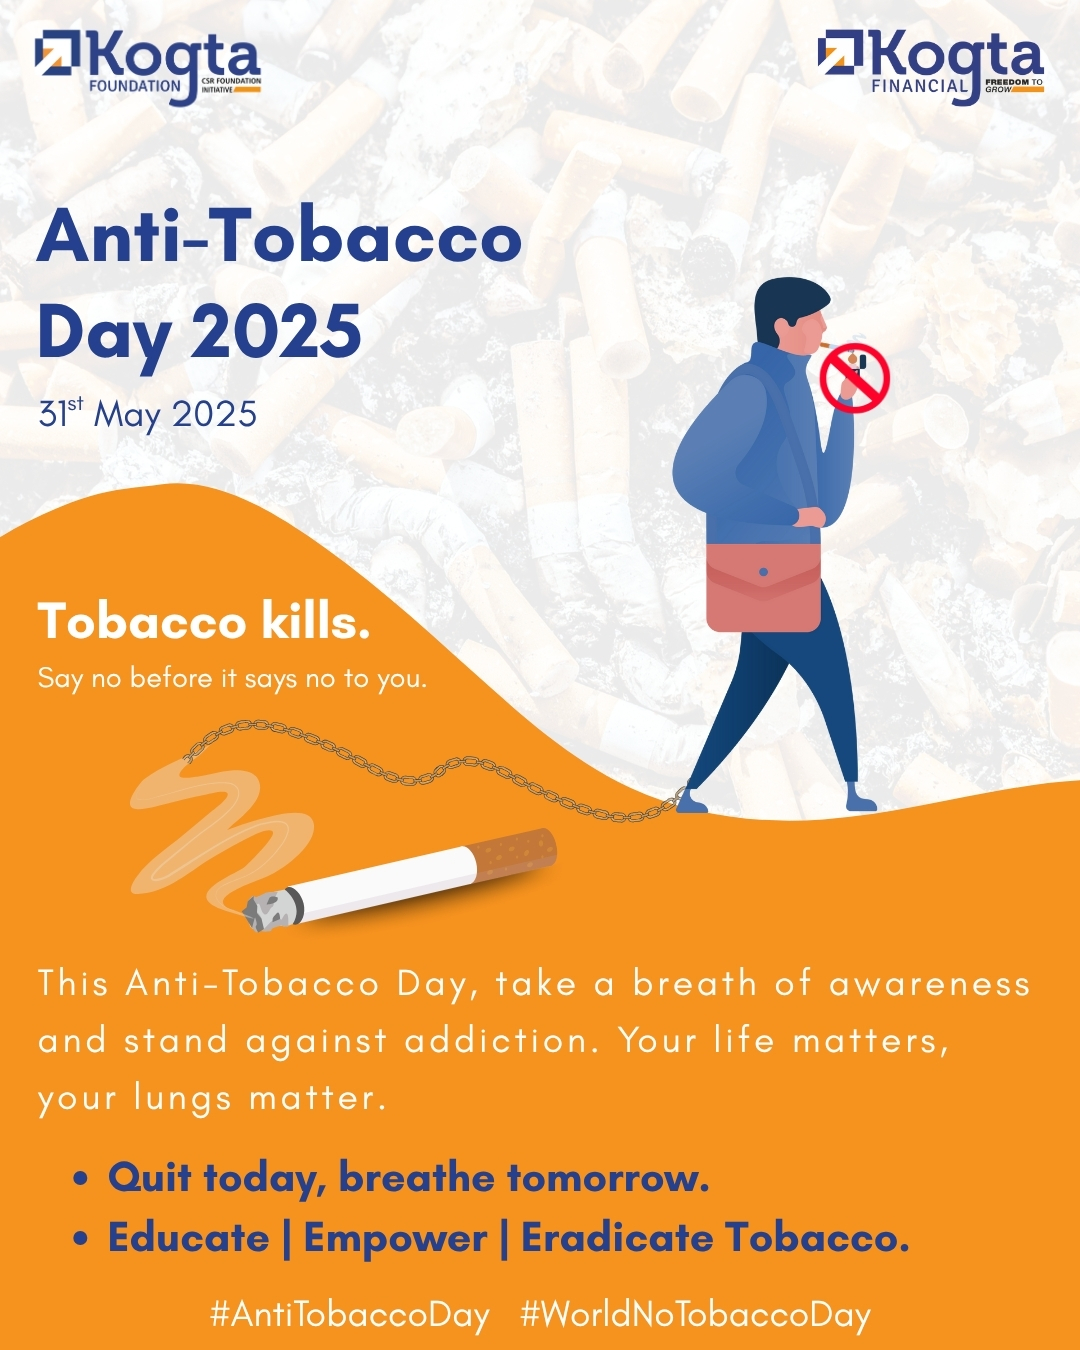 Kogta
FOUNDATION
CSR FOUNDATION
INITIATIVE
Kogta
FINANCIAL
FREEDOM TO
GROW
Anti-Tobacco
Day 2025
31st May 2025
Tobacco kills.
Say no before it says no to you.
This Anti-Tobacco Day, take a breath of awareness
and stand against addiction. Your life matters,
your lungs matter.
• Quit today, breathe tomorrow.
• Educate | Empower | Eradicate Tobacco.
#AntiTobaccoDay #WorldNoTobaccoDay